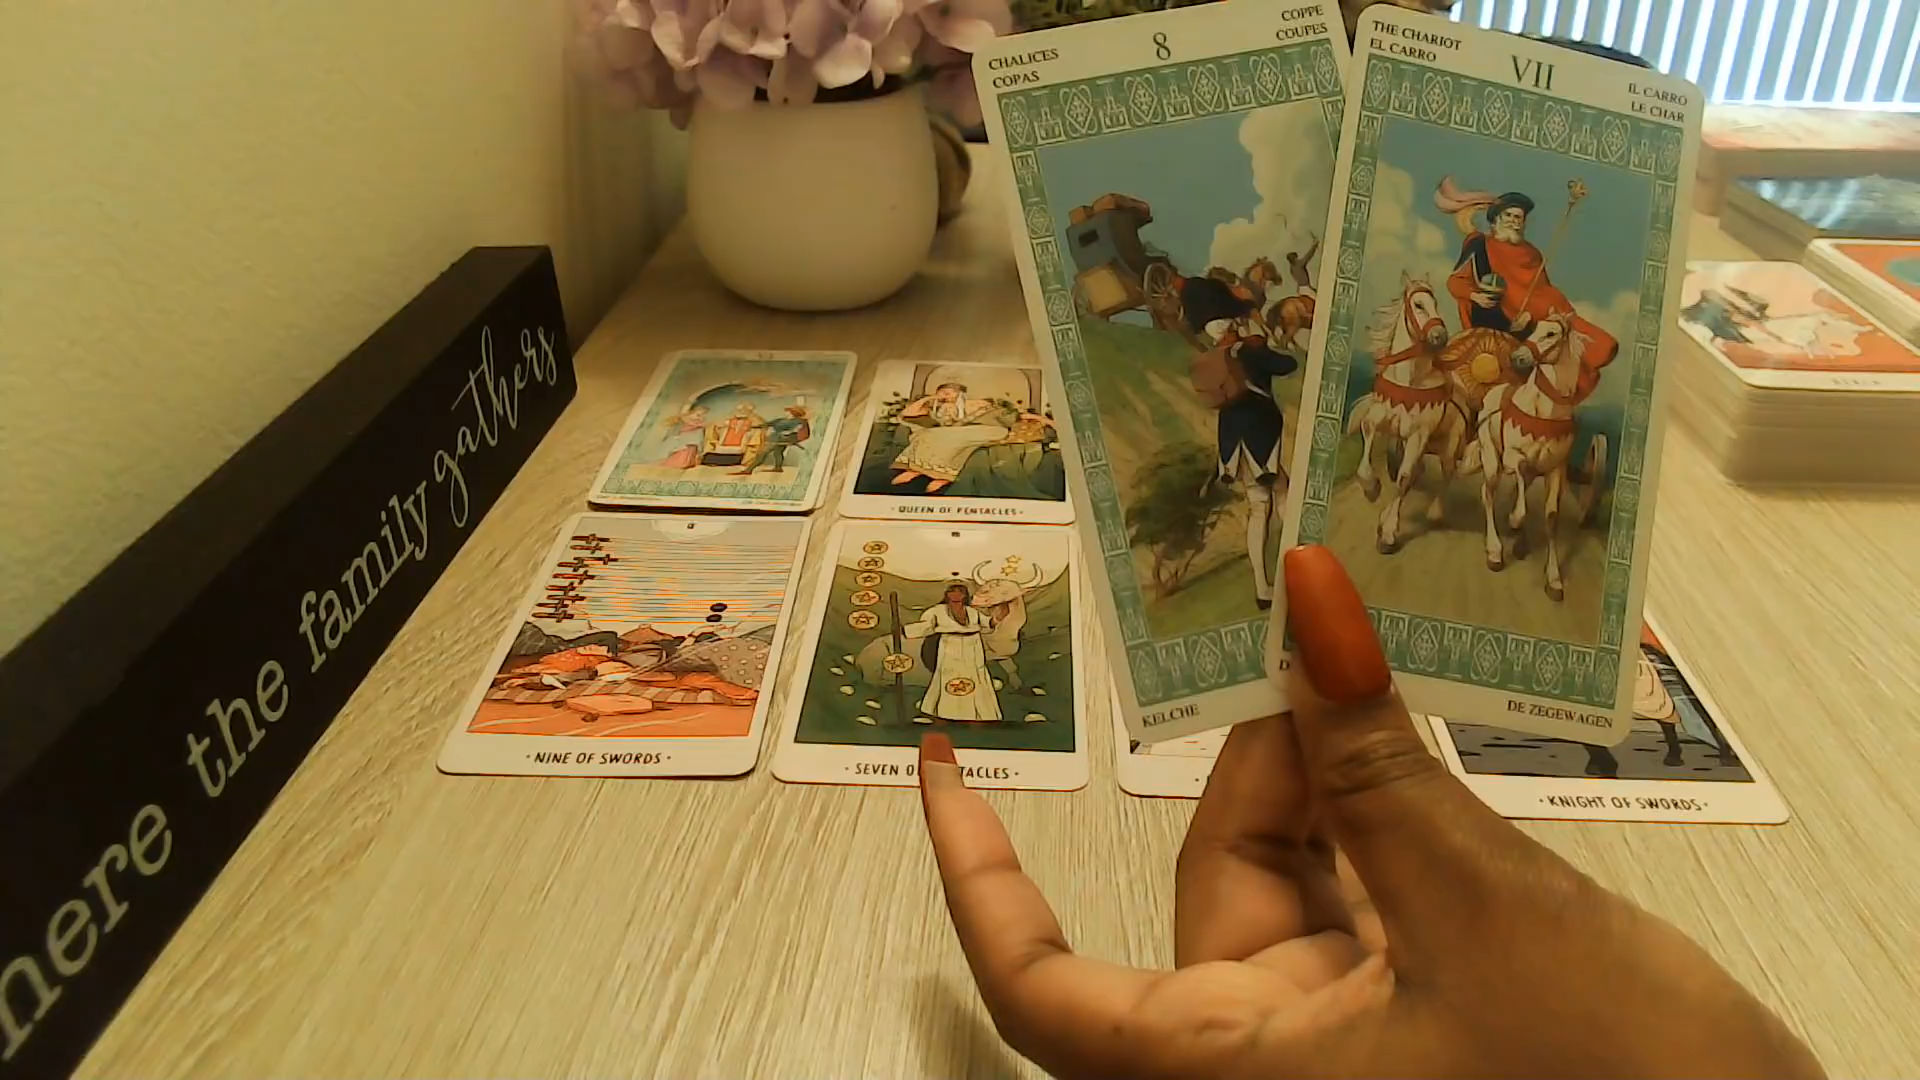 CHALICES
COPAS
8
COPPE
COUPES
KELCHE
THE CHARIOT
EL CARRO
VII
IL CARRO
LE CHAR
DE ZEGEWAGEN
here the family gathers
VI
· QUEEN OF PENTACLES ·
· NINE OF SWORDS ·
· KNIGHT OF SWORDS ·